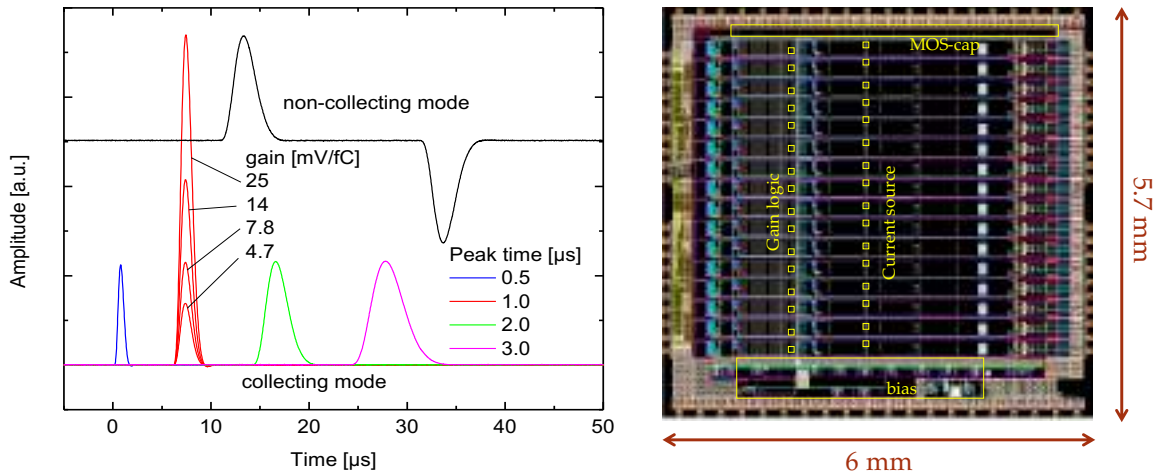 Amplitude [a.u.]
non-collecting mode
gain [mV/fC]
25
14
7.8
4.7
Peak time [µs]
0.5
1.0
2.0
3.0
collecting mode
0
10
20
30
40
50
Time [µs]
MOS-cap
Gain logic
Current source
bias
5.7 mm
6 mm